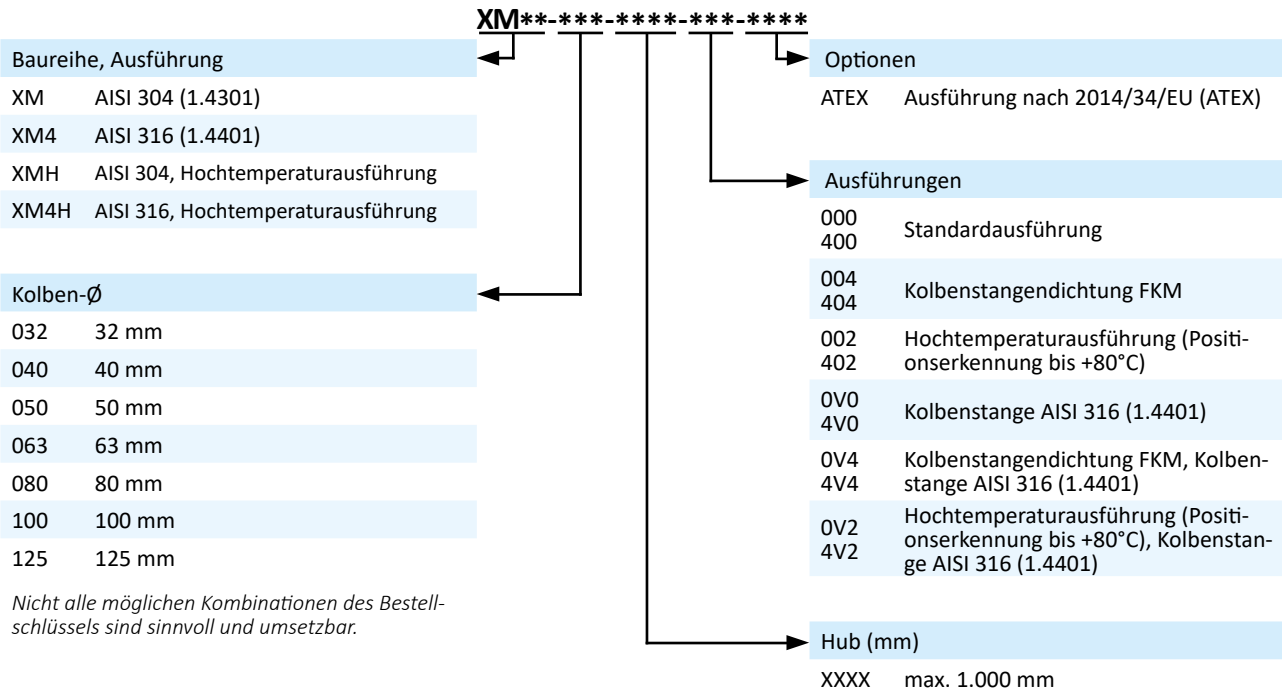 XM**-***-****-***-****
Baureihe, Ausführung
XM AISI 304 (1.4301)
XM4 AISI 316 (1.4401)
XMH AISI 304, Hochtemperaturausführung
XM4H AISI 316, Hochtemperaturausführung
Kolben-Ø
032 32 mm
040 40 mm
050 50 mm
063 63 mm
080 80 mm
100 100 mm
125 125 mm
Nicht alle möglichen Kombinationen des Bestell-
schlüssels sind sinnvoll und umsetzbar.
Optionen
ATEX Ausführung nach 2014/34/EU (ATEX)
Ausführungen
000
400
Standardausführung
004
404
Kolbenstangendichtung FKM
002
402
Hochtemperaturausführung (Positi-
onserkennung bis +80°C)
0V0
4V0
Kolbenstange AISI 316 (1.4401)
0V4
4V4
Kolbenstangendichtung FKM, Kolben-
stange AISI 316 (1.4401)
0V2
4V2
Hochtemperaturausführung (Positi-
onserkennung bis +80°C), Kolbenstan-
ge AISI 316 (1.4401)
Hub (mm)
XXXX max. 1.000 mm